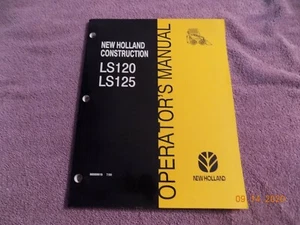 NEW HOLLAND
CONSTRUCTION
LS120
LS125
OPERATOR'S MANUAL
NEW HOLLAND